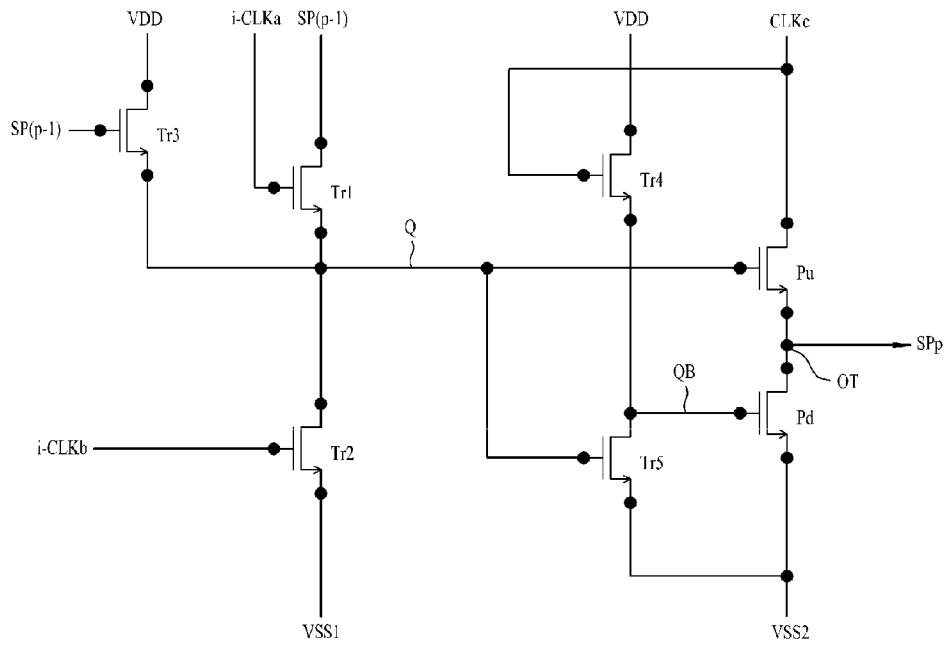 VDD
i-CLKa
SP(p-1)
VDD
CLKc
SP(p-1)
Tr3
Tr1
Tr4
Q
Pu
SPp
OT
QB
Pd
i-CLKb
Tr2
Tr5
VSS1
VSS2